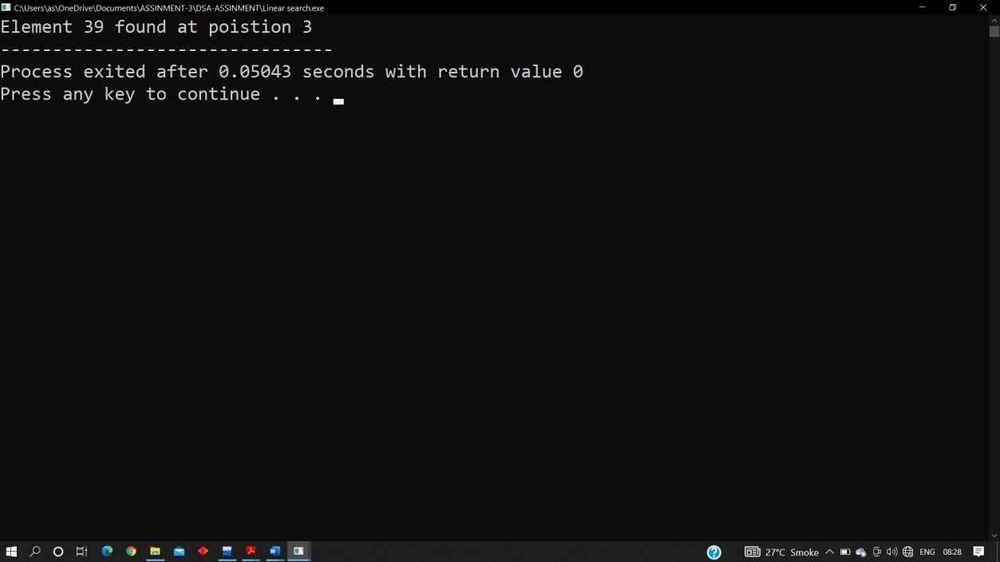 C:\Users\as\OneDrive\Documents\ASSINMENT-3\DSA-ASSINMENT\Linear search.exe
Element 39 found at poistion 3
--------------------------------
Process exited after 0.05043 seconds with return value 0
Press any key to continue . . .
27°C Smoke ENG 08:28